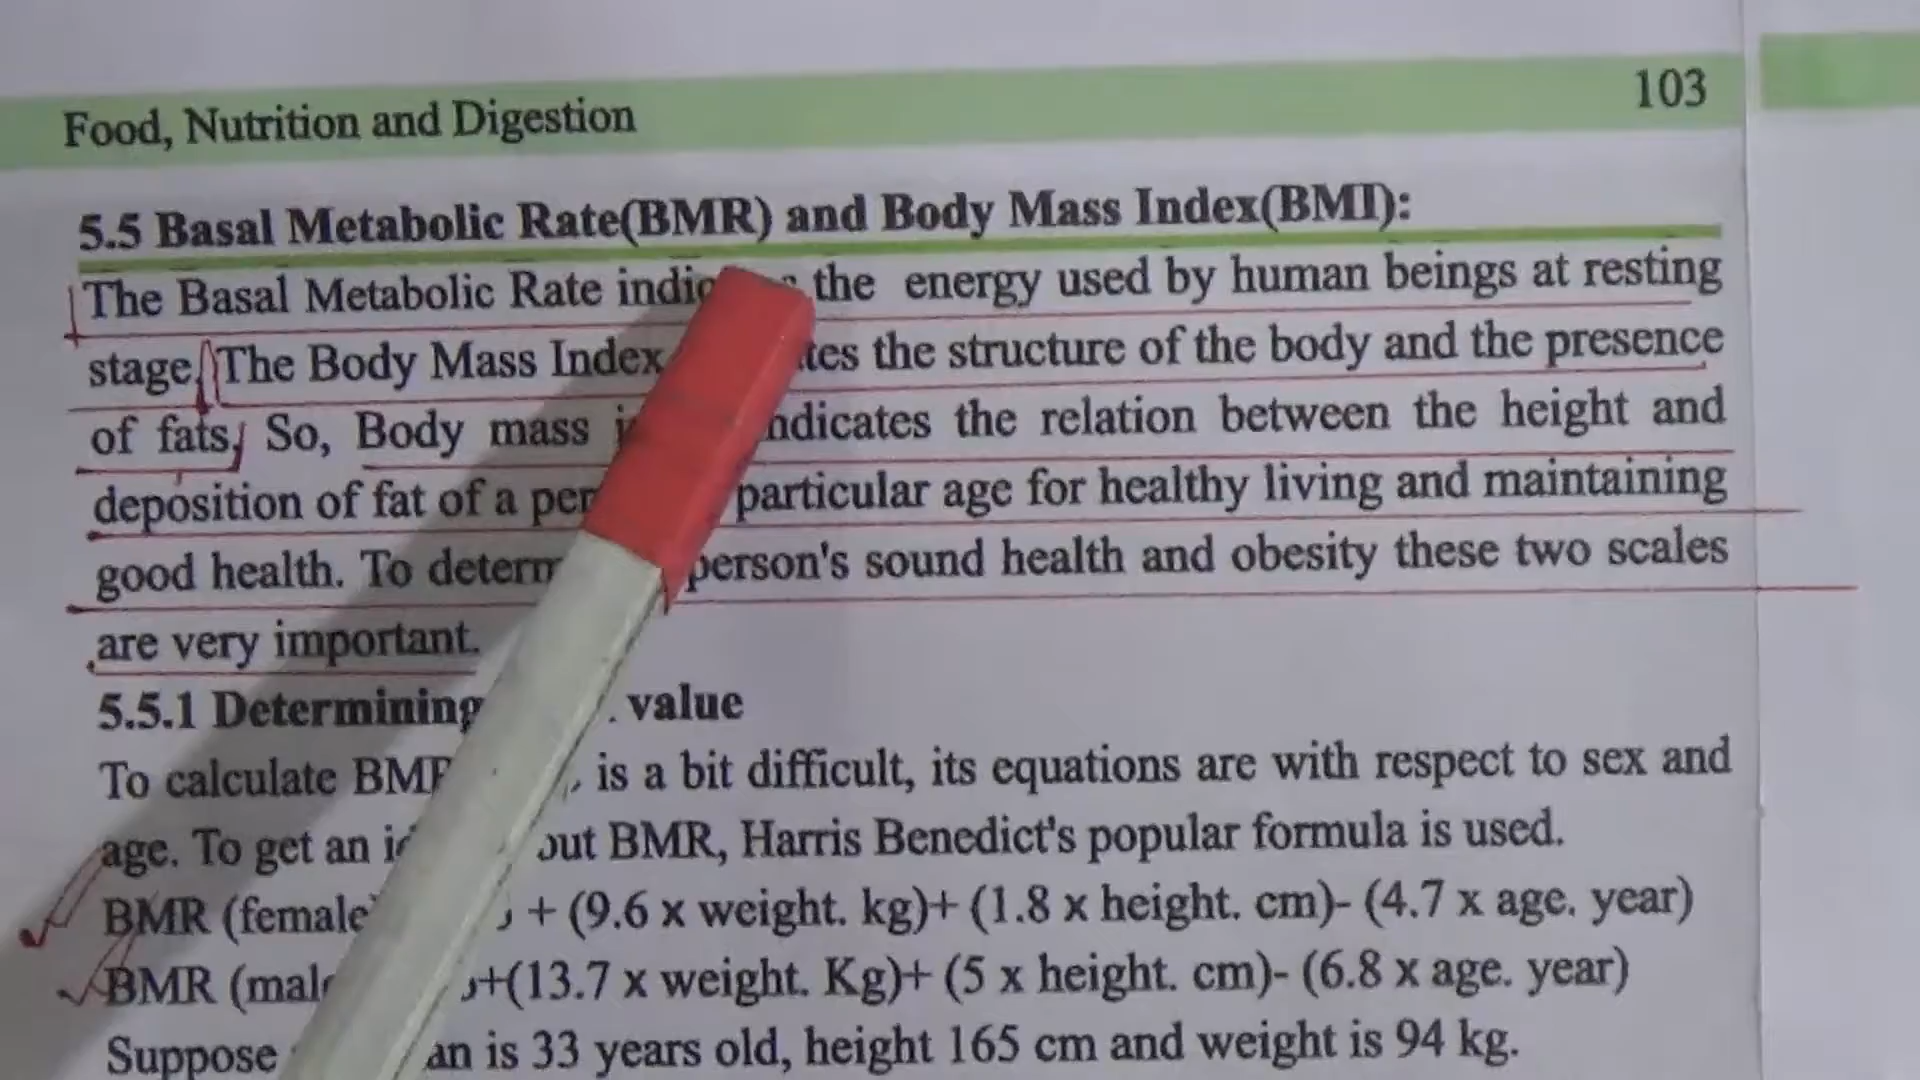 Food, Nutrition and Digestion 103
5.5 Basal Metabolic Rate(BMR) and Body Mass Index(BMI):
The Basal Metabolic Rate the energy used by human beings at resting
stage. The Body Mass Index the structure of the body and the presence
of fats. So, Body mass indicates the relation between the height and
deposition of fat of a particular age for healthy living and maintaining
good health. To person's sound health and obesity these two scales
are very important.
5.5.1 Determining value
To calculate is a bit difficult, its equations are with respect to sex and
age. To get an BMR, Harris Benedict's popular formula is used.
BMR (female + (9.6 x weight. kg)+ (1.8 x height. cm)- (4.7 x age. year)
BMR +(13.7 x weight. Kg)+ (5 x height. cm)- (6.8 x age. year)
Suppose is 33 years old, height 165 cm and weight is 94 kg.